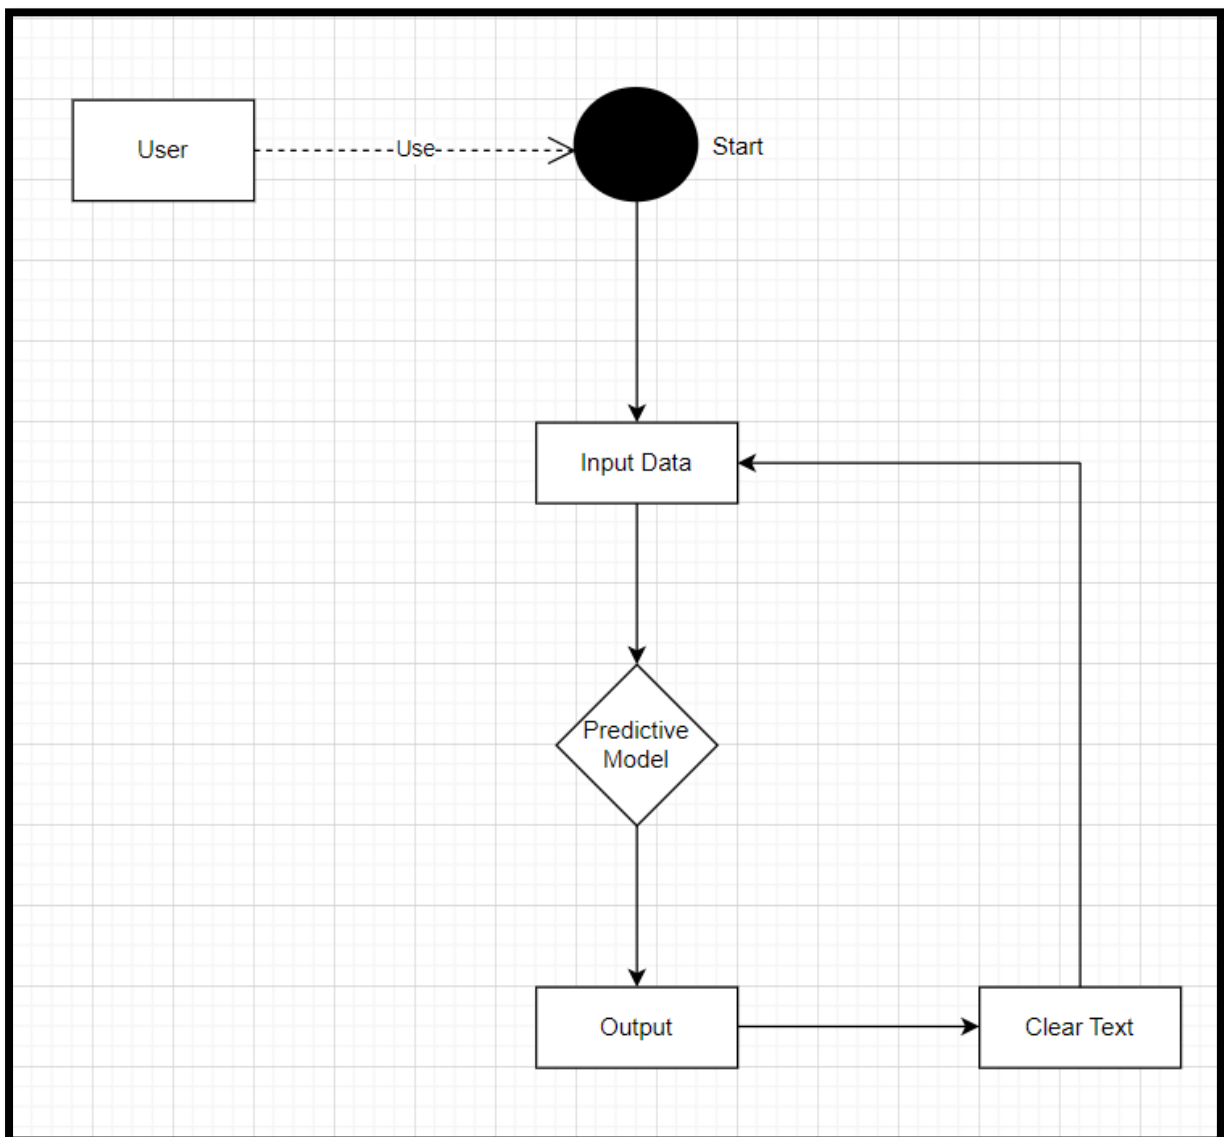 User
Use
Start
Input Data
Predictive
Model
Output
Clear Text